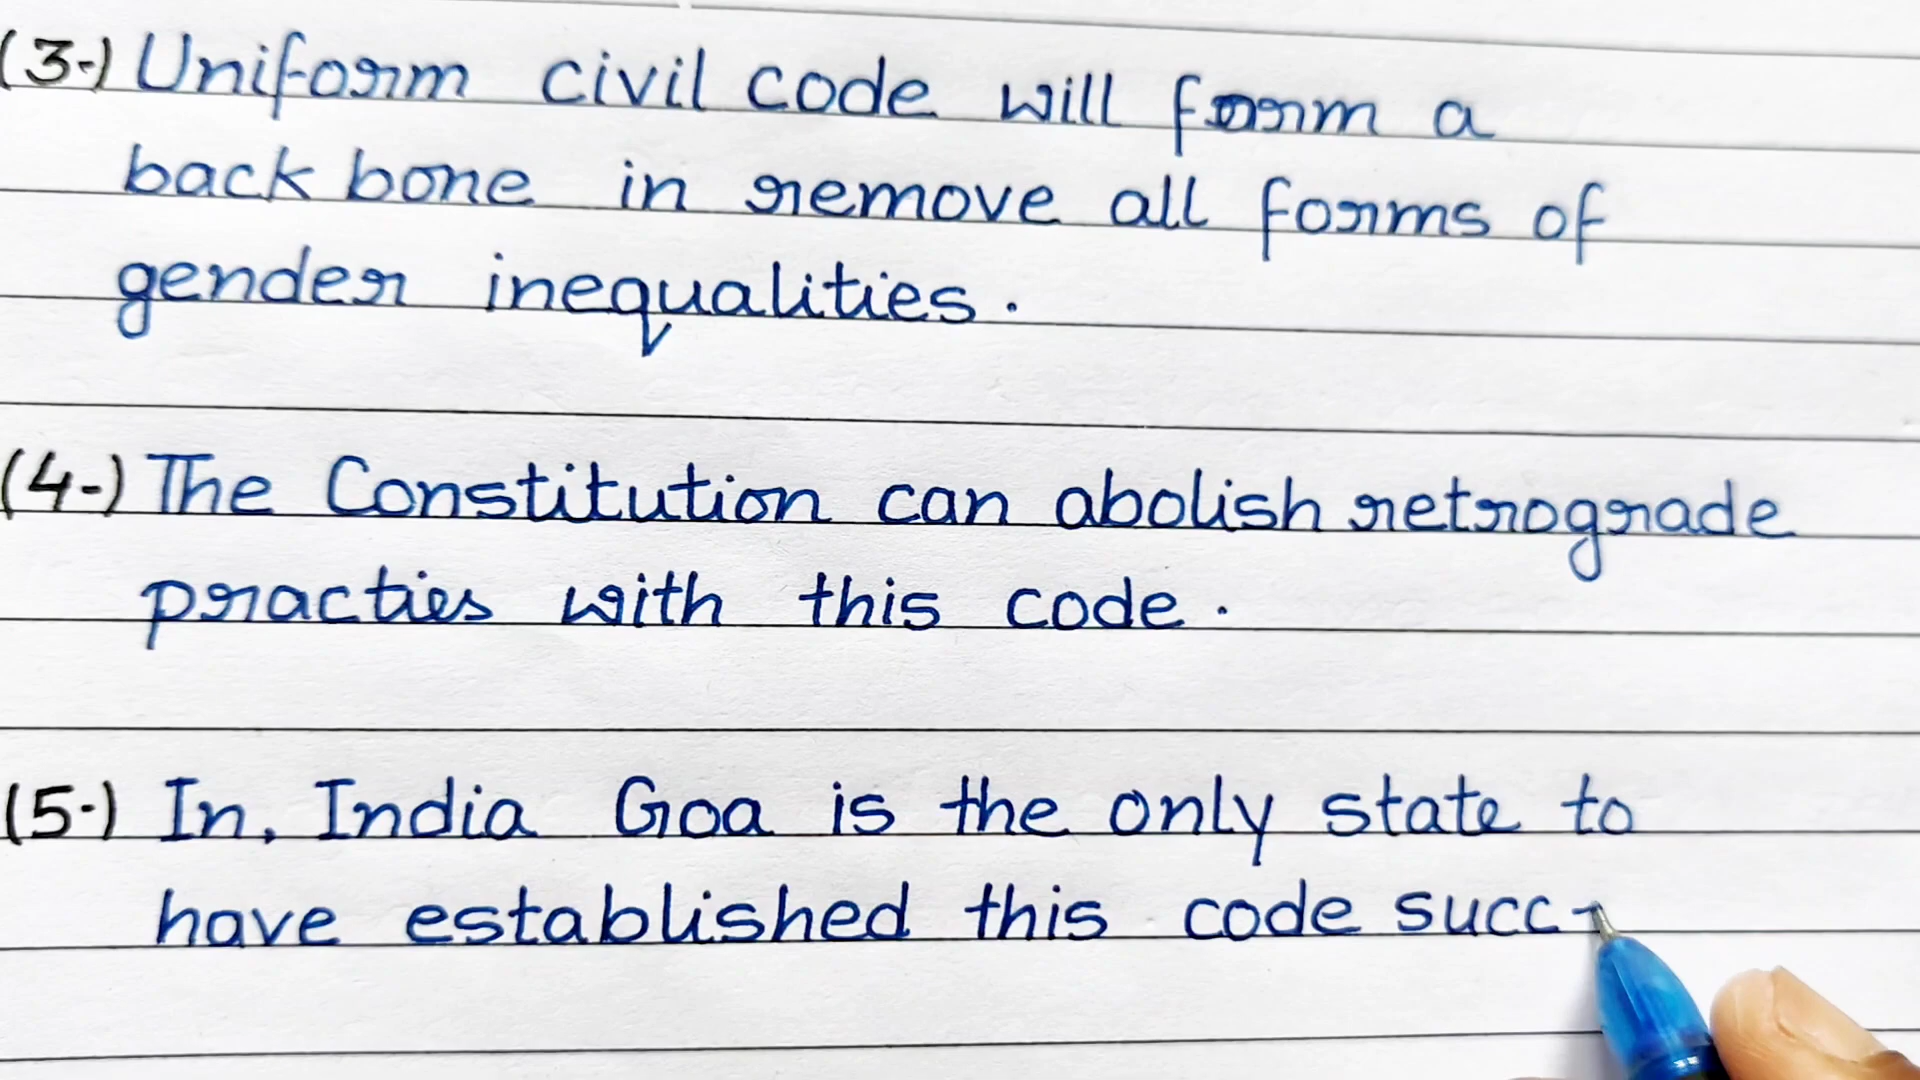 (3.) Uniform civil code will form a
back bone in remove all forms of
gender inequalities.
(4-) The Constitution can abolish retrograde
practies with this code.
(5.) In, India Goa is the only state to
have established this code succ-